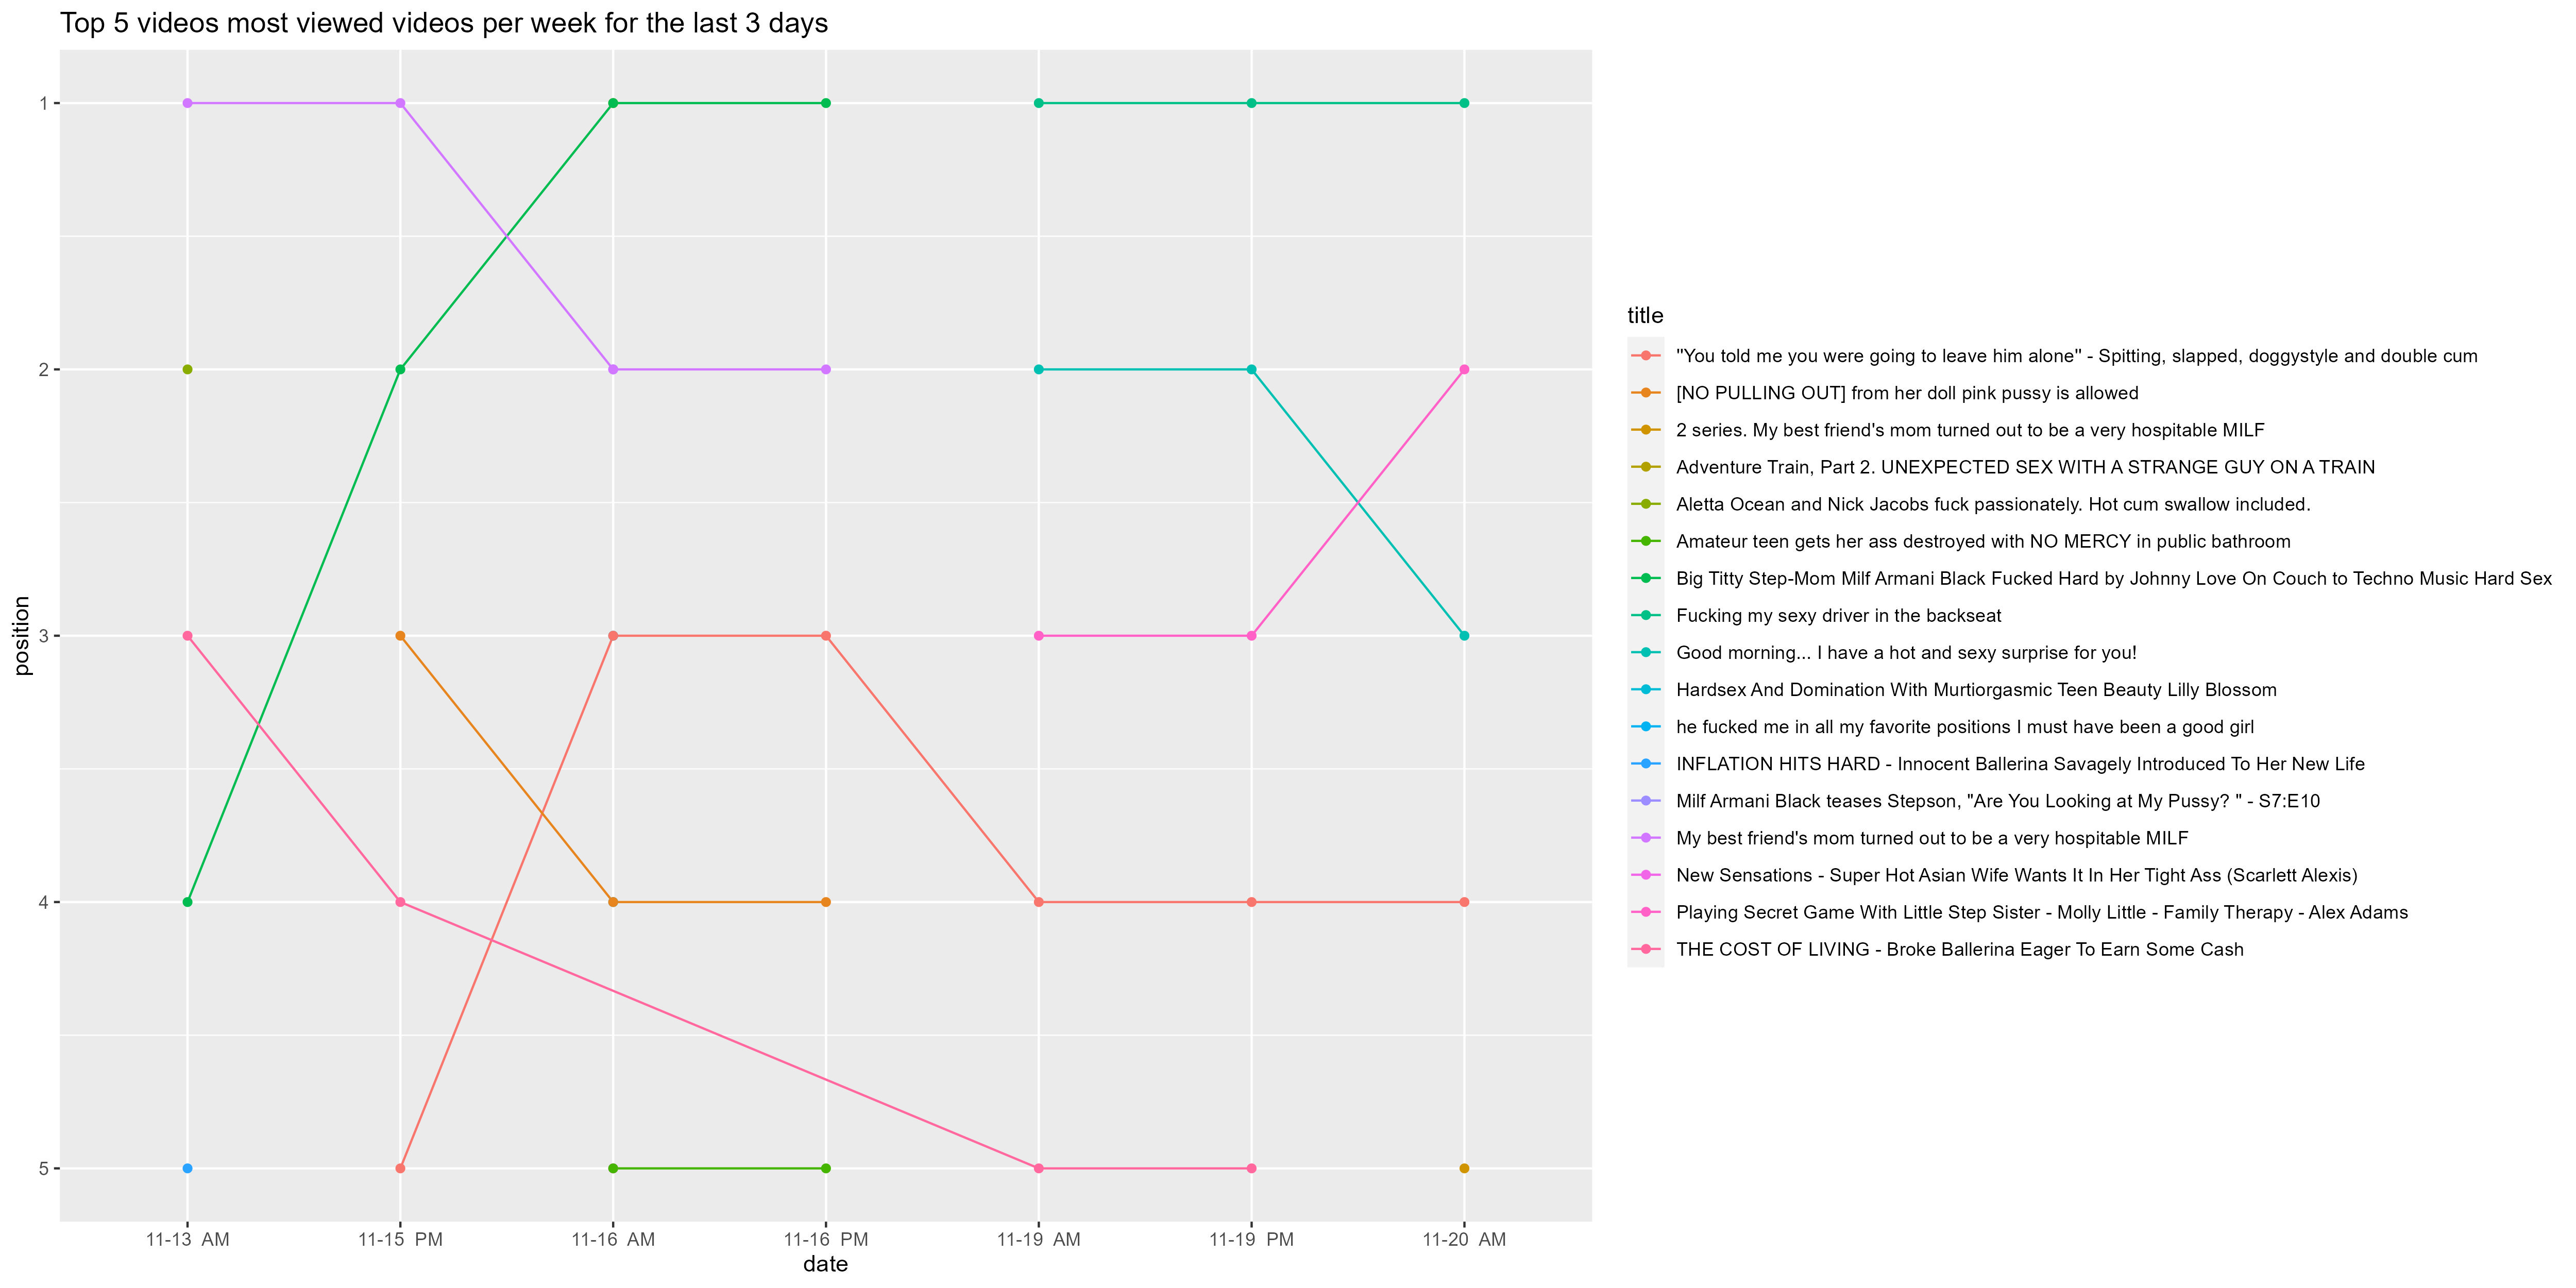 Top 5 videos most viewed videos per week for the last 3 days
position
1
2
3
4
5
11-13 AM
11-15 PM
11-16 AM
11-16 PM
11-19 AM
11-19 PM
11-20 AM
date
title
"You told me you were going to leave him alone" - Spitting, slapped, doggystyle and double cum
[NO PULLING OUT] from her doll pink pussy is allowed
2 series. My best friend's mom turned out to be a very hospitable MILF
Adventure Train, Part 2. UNEXPECTED SEX WITH A STRANGE GUY ON A TRAIN
Aletta Ocean and Nick Jacobs fuck passionately. Hot cum swallow included.
Amateur teen gets her ass destroyed with NO MERCY in public bathroom
Big Titty Step-Mom Milf Armani Black Fucked Hard by Johnny Love On Couch to Techno Music Hard Sex
Fucking my sexy driver in the backseat
Good morning... I have a hot and sexy surprise for you!
Hardsex And Domination With Murtiorgasmic Teen Beauty Lilly Blossom
he fucked me in all my favorite positions I must have been a good girl
INFLATION HITS HARD - Innocent Ballerina Savagely Introduced To Her New Life
Milf Armani Black teases Stepson, "Are You Looking at My Pussy? " - S7:E10
My best friend's mom turned out to be a very hospitable MILF
New Sensations - Super Hot Asian Wife Wants It In Her Tight Ass (Scarlett Alexis)
Playing Secret Game With Little Step Sister - Molly Little - Family Therapy - Alex Adams
THE COST OF LIVING - Broke Ballerina Eager To Earn Some Cash